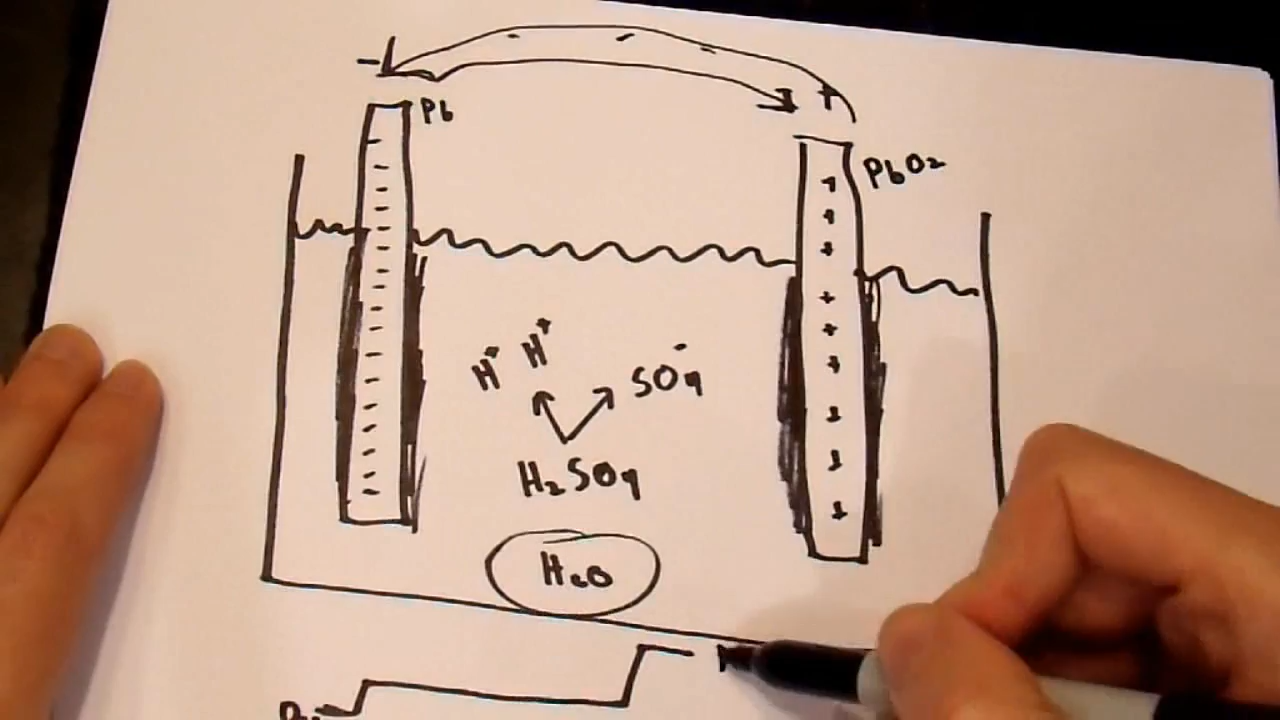 Pb
PbO2
H+ H+
SO4-
H2SO4
H2O